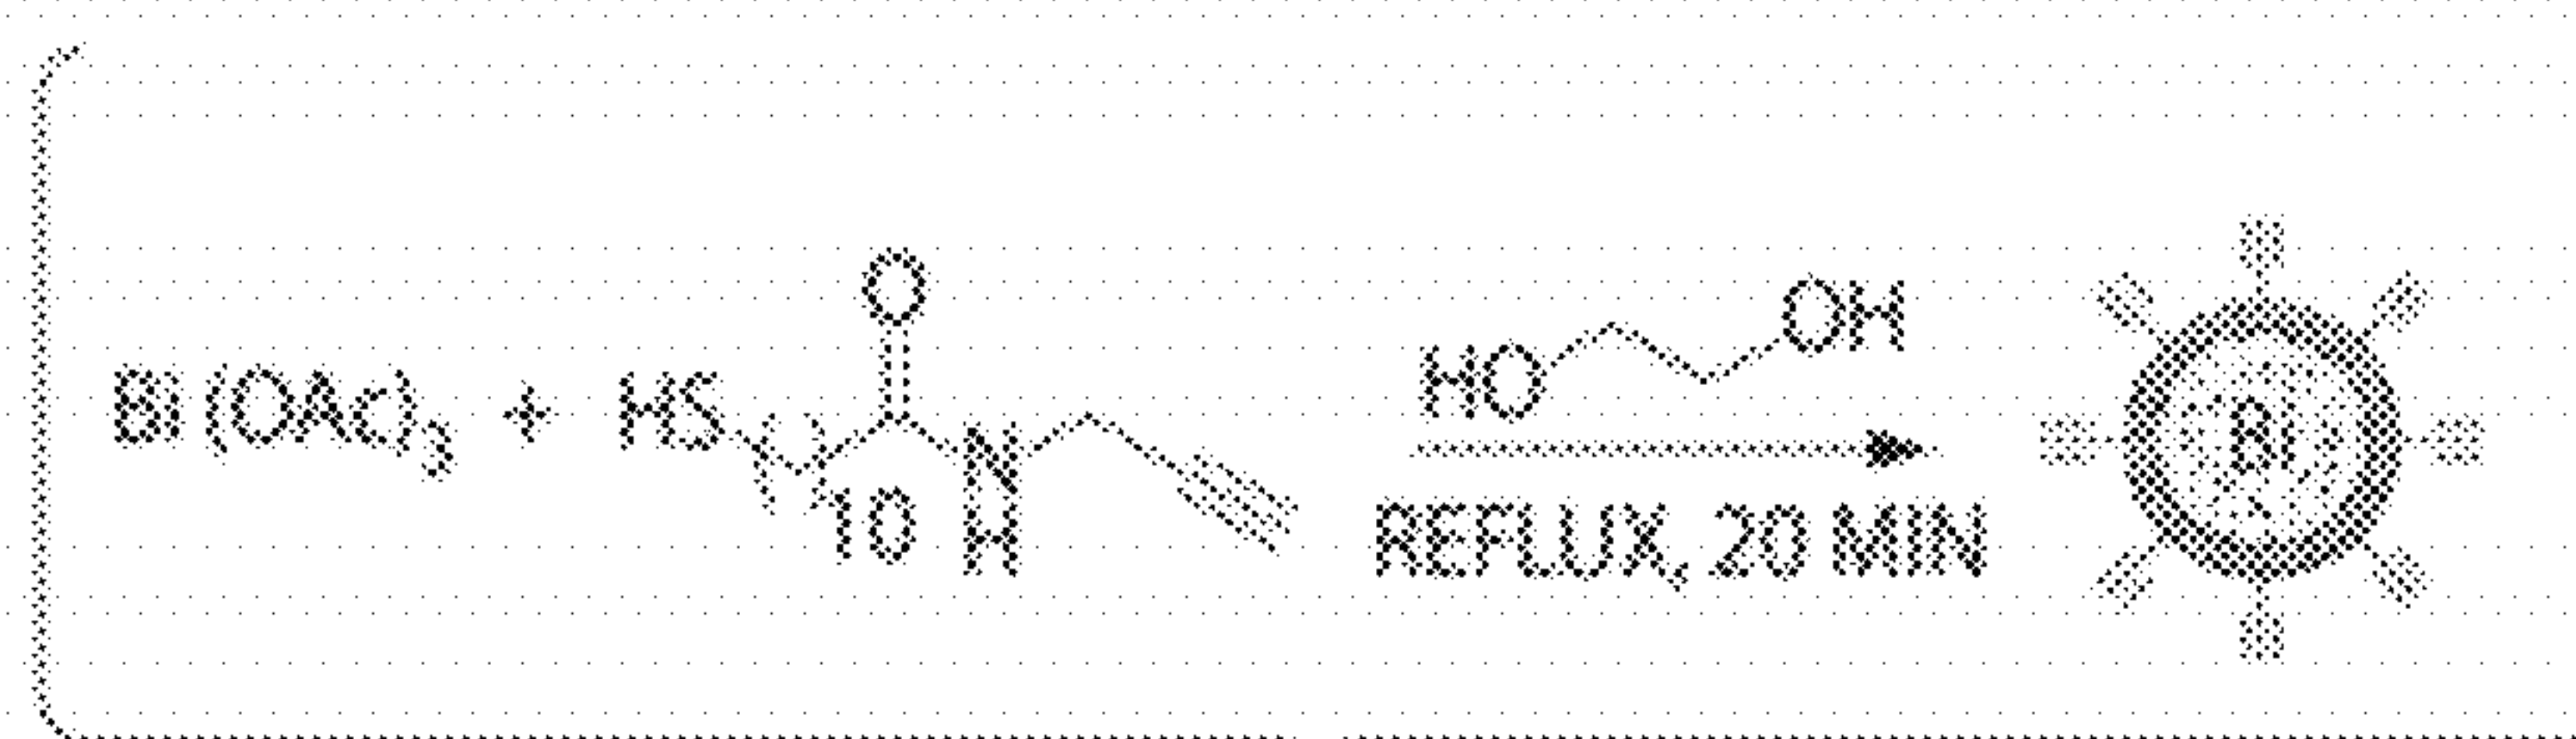 Bi (OAc)3 + HS ( )10 O N H
HO OH
REFLUX, 20 MIN
Bi